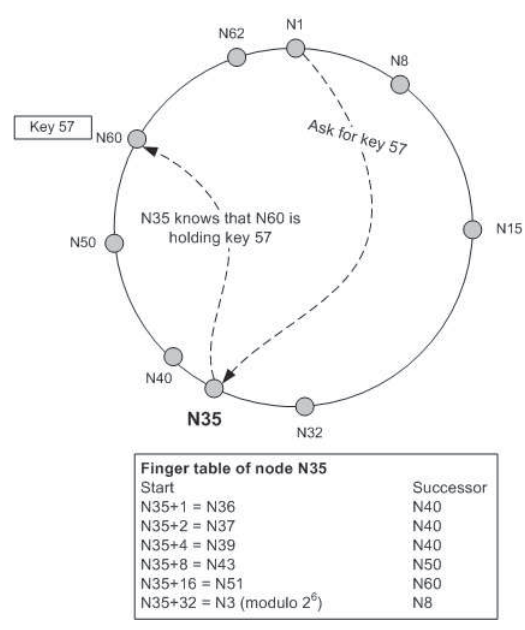 N1
N62
N8
Ask for key 57
Key 57
N60
N35 knows that N60 is
holding key 57
N15
N50
N40
N35
N32
Finger table of node N35
Start Successor
N35+1 = N36 N40
N35+2 = N37 N40
N35+4 = N39 N40
N35+8 = N43 N50
N35+16 = N51 N60
N35+32 = N3 (modulo 2⁶) N8